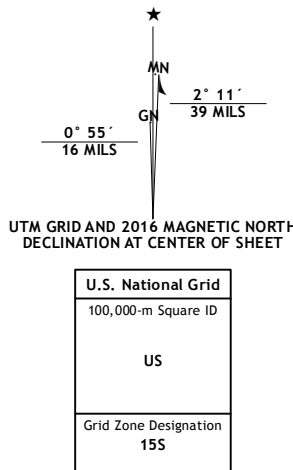 MN
GN
2° 11´
39 MILS
0° 55´
16 MILS
UTM GRID AND 2016 MAGNETIC NORTH
DECLINATION AT CENTER OF SHEET
U.S. National Grid
100,000-m Square ID
US
Grid Zone Designation
15S